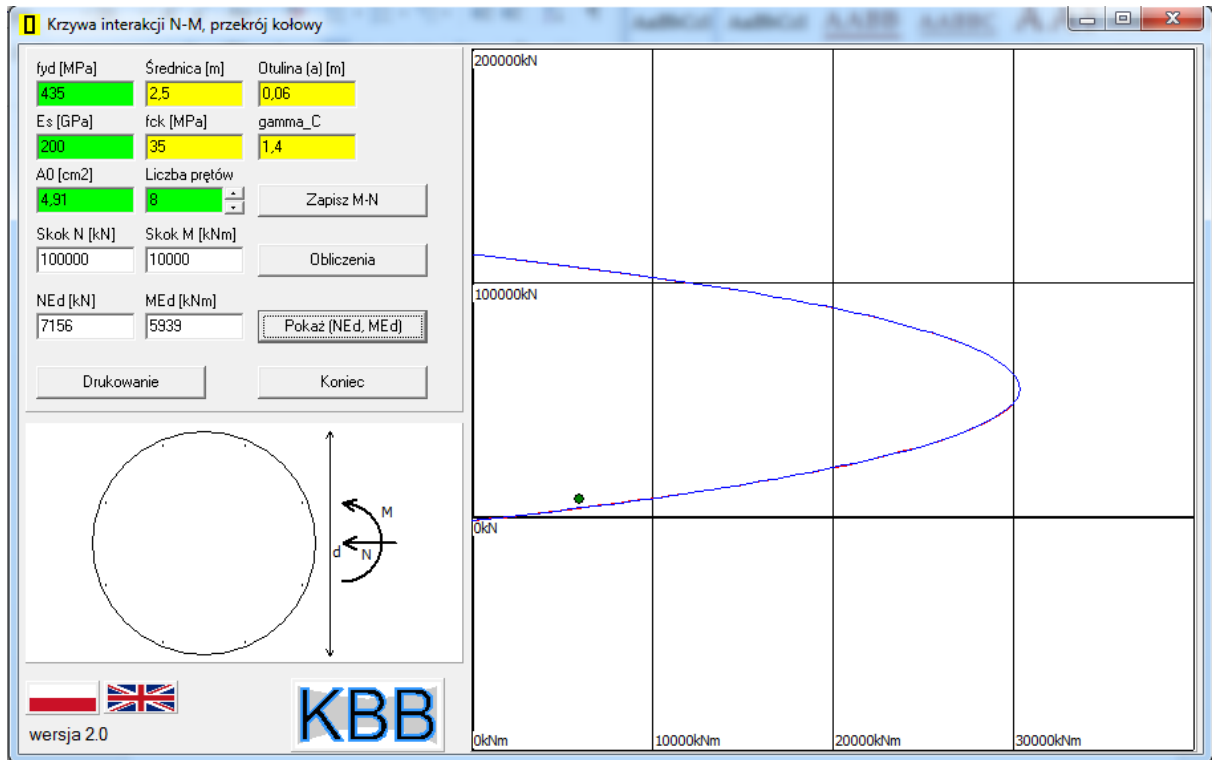 Krzywa interakcji N-M, przekrój kołowy
fyd [MPa] Średnica [m] Otulina (a) [m]
435 2,5 0,06
Es [GPa] fck [MPa] gamma_C
200 35 1,4
A0 [cm2] Liczba prętów
4,91 8 Zapisz M-N
Skok N [kN] Skok M [kNm]
100000 10000 Obliczenia
NEd [kN] MEd [kNm]
7156 5939 Pokaż (NEd, MEd)
Drukowanie Koniec
M
d N
KBB
wersja 2.0
200000kN
100000kN
0kN
0kNm 10000kNm 20000kNm 30000kNm